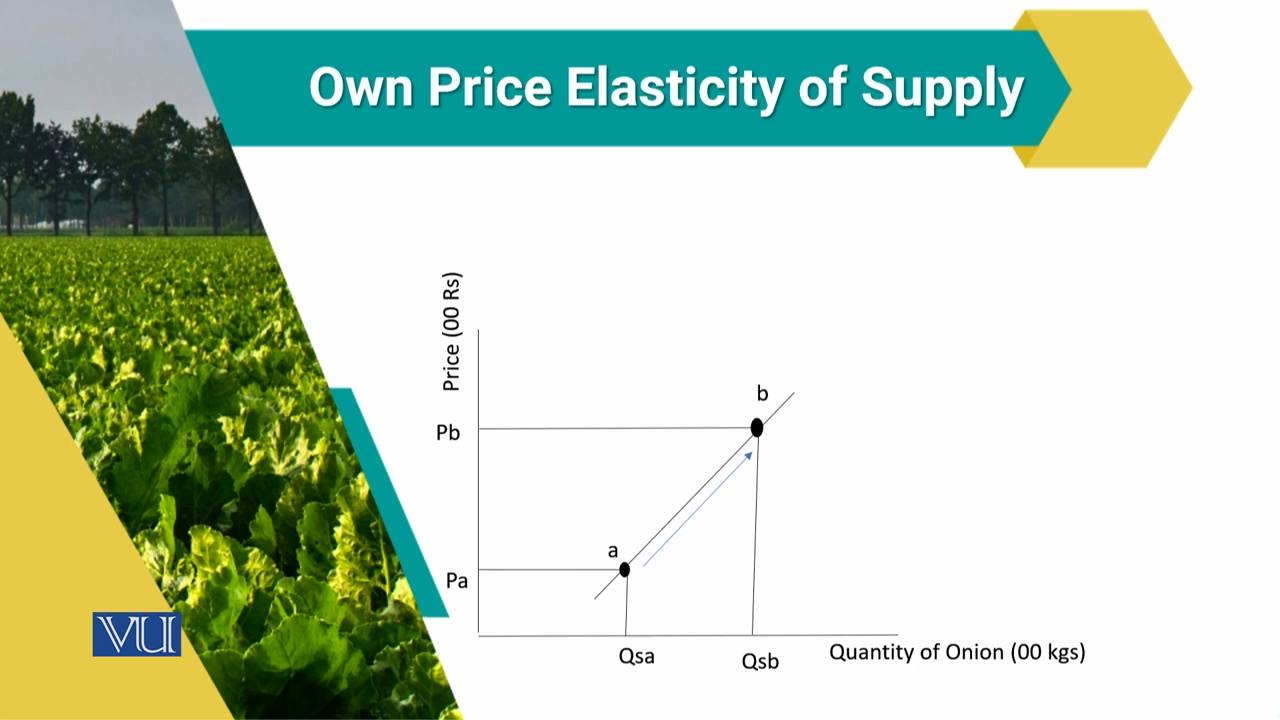 Own Price Elasticity of Supply
Price (00 Rs)
b
Pb
a
Pa
Qsa
Qsb
Quantity of Onion (00 kgs)
VU